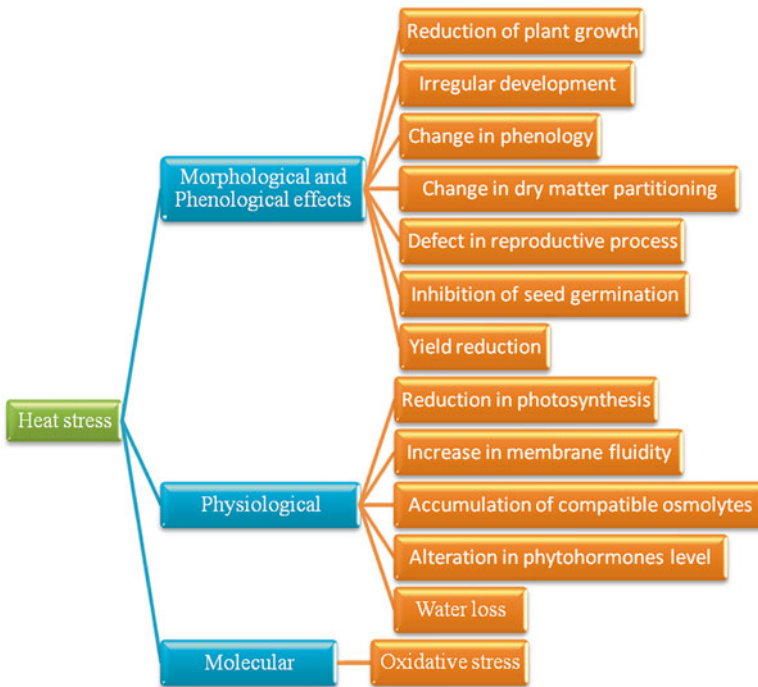 Heat stress
Morphological and
Phenological effects
Reduction of plant growth
Irregular development
Change in phenology
Change in dry matter partitioning
Defect in reproductive process
Inhibition of seed germination
Yield reduction
Physiological
Reduction in photosynthesis
Increase in membrane fluidity
Accumulation of compatible osmolytes
Alteration in phytohormones level
Water loss
Molecular
Oxidative stress